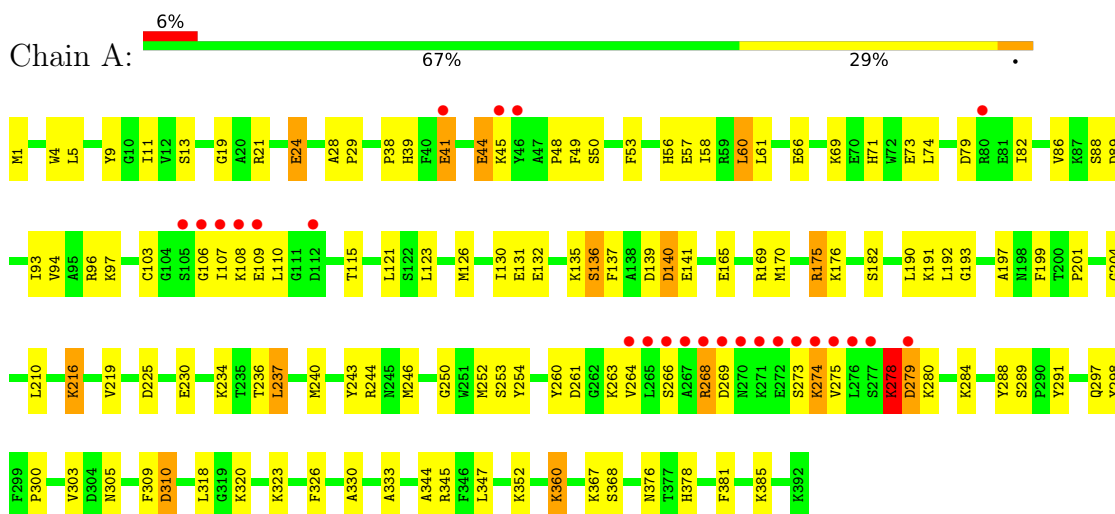 6%
Chain A:
67% 29% •
M1 W4 L5 Y9 G10 I11 V12 S13 G19 A20 R21 E24 A28 P29 P38 H39 F40 E41 E44 K45 Y46 A47 P48 F49 S50 F53 H56 E57 I58 R59 L60 L61 E66 K69 E70 H71 W72 E73 L74 D79 R80 E81 I82 V86 K87 S88 D89
I93 V94 A95 R96 K97 C103 G104 S105 G106 I107 K108 E109 L110 G111 D112 T115 L121 S122 L123 M126 I130 E131 E132 K135 S136 F137 A138 D139 D140 E141 E165 R169 M170 R175 K176 S182 L190 K191 L192 G193 A197 N198 F199 T200 P201
L210 K216 V219 D225 E230 K234 T235 T236 L237 M240 Y243 R244 N245 M246 G250 W251 M252 S253 Y254 Y260 D261 G262 K263 V264 L265 S266 A267 R268 D269 N270 K271 E272 S273 K274 V275 L276 S277 K278 D279 K280 K284 Y288 S289 P290 Y291 Q297
F299 P300 V303 D304 N305 F309 D310 L318 G319 K320 K323 F326 A330 A333 A344 R345 F346 L347 K352 K360 K367 S368 N376 T377 H378 F381 K385 K392